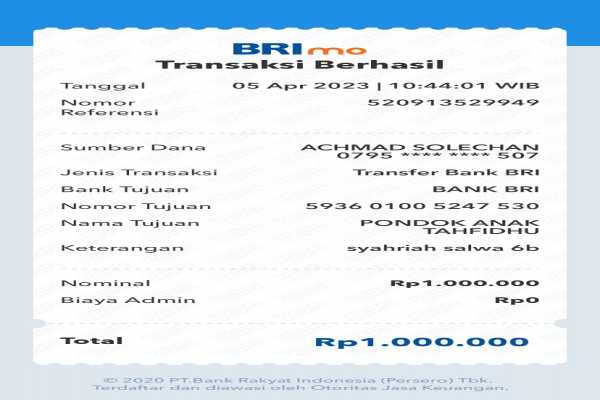 BRImo
Transaksi Berhasil
Tanggal 05 Apr 2023 | 10:44:01 WIB
Nomor 520913529949
Referensi
Sumber Dana ACHMAD SOLECHAN
0795 **** **** 507
Jenis Transaksi Transfer Bank BRI
Bank Tujuan BANK BRI
Nomor Tujuan 5936 0100 5247 530
Nama Tujuan PONDOK ANAK
TAHFIDHU
Keterangan syahriah salwa 6b
Nominal Rp1.000.000
Biaya Admin Rp0
Total Rp1.000.000
© 2020 PT.Bank Rakyat Indonesia (Persero) Tbk.
Terdaftar dan diawasi oleh Otoritas Jasa Keuangan.